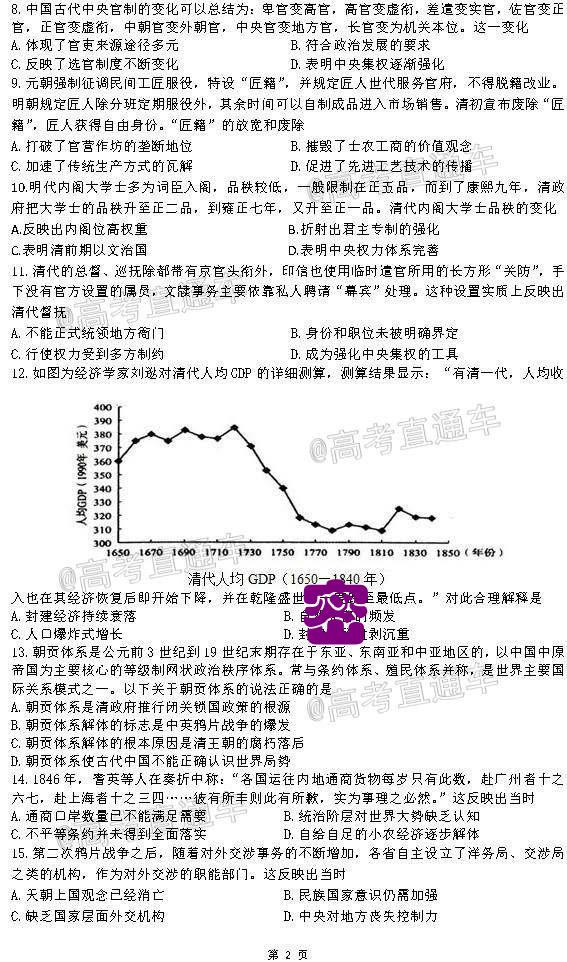 8. 中国古代中央官制的变化可以总结为：卑官变高官，高官变虚衔，差遣变实官，佐官变正
官，正官变虚衔，中朝官变外朝官，中央官变地方官，长官变为机关本位。这一变化
A. 体现了官吏来源途径多元 B. 符合政治发展的要求
C. 反映了选官制度不断变化 D. 表明中央集权逐渐强化
9. 元朝强制征调民间工匠服役，特设“匠籍”，并规定匠人世代服务官府，不得脱籍改业。
明朝规定匠人除分班定期服役外，其余时间可以自制成品进入市场销售。清初宣布废除“匠
籍”，匠人获得自由身份。“匠籍”的放宽和废除
A. 打破了官营作坊的垄断地位 B. 摧毁了士农工商的价值观念
C. 加速了传统生产方式的瓦解 D. 促进了先进工艺技术的传播
10.明代内阁大学士多为词臣入阁，品秩较低，一般限制在正五品，而到了康熙九年，清政
府把大学士的品秩升至正二品，到雍正七年，又升至正一品。清代内阁大学士品秩的变化
A.反映出内阁位高权重 B.折射出君主专制的强化
C.表明清前期以文治国 D.表明中央权力体系完善
11. 清代的总督、巡抚除都带有京官头衔外，印信也使用临时遣官所用的长方形“关防”，手
下没有官方设置的属员，文牍事务主要依靠私人聘请“幕宾”处理。这种设置实质上反映出
清代督抚
A. 不能正式统领地方衙门 B. 身份和职位未被明确界定
C. 行使权力受到多方制约 D. 成为强化中央集权的工具
12. 如图为经济学家刘逖对清代人均GDP的详细测算，测算结果显示：“有清一代，人均收
人均GDP（1990年 美元）
400
390
380
370
360
350
340
330
320
310
300
1650 1670 1690 1710 1730 1750 1770 1790 1810 1830 1850（年份）
清代人均 GDP（1650—1840 年）
入也在其经济恢复后即开始下降，并在乾隆盛世 最低点。”对此合理解释是
A. 封建经济持续衰落 B. 的频发
C. 人口爆炸式增长 D. 剥沉重
13. 朝贡体系是公元前3世纪到19世纪末期存在于东亚、东南亚和中亚地区的，以中国中原
帝国为主要核心的等级制网状政治秩序体系。常与条约体系、殖民体系并称，是世界主要国
际关系模式之一。以下关于朝贡体系的说法正确的是
A. 朝贡体系是清政府推行闭关锁国政策的根源
B. 朝贡体系解体的标志是中英鸦片战争的爆发
C. 朝贡体系解体的根本原因是清王朝的腐朽落后
D. 朝贡体系使古代中国不能正确认识世界局势
14. 1846年，耆英等人在奏折中称：“各国运往内地通商货物每岁只有此数，赴广州者十之
六七，赴上海者十之三四……彼有所丰则此有所歉，实为事理之必然。”这反映出当时
A. 通商口岸数量已不能满足需要 B. 统治阶层对世界大势缺乏认知
C. 不平等条约并未得到全面落实 D. 自给自足的小农经济逐步解体
15. 第二次鸦片战争之后，随着对外交涉事务的不断增加，各省自主设立了洋务局、交涉局
之类的机构，作为对外交涉的职能部门。这反映出当时
A. 天朝上国观念已经消亡 B. 民族国家意识仍需加强
C. 缺乏国家层面外交机构 D. 中央对地方丧失控制力
第 2 页
@高考直通车
@高考直通车
@高考直通车
@高考直通车
@高考直通车
@高考直通车